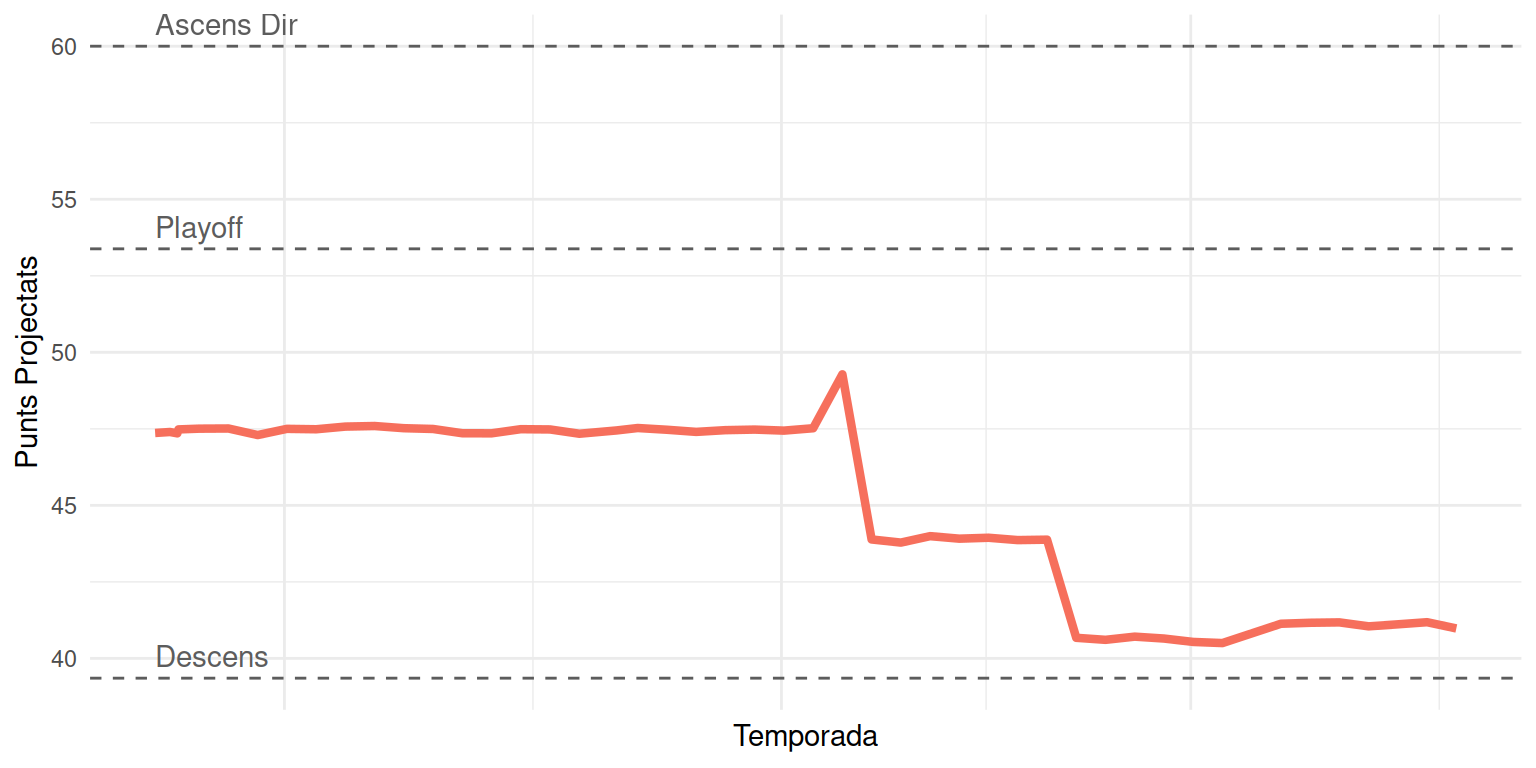 Ascens Dir
60
55
Playoff
50
45
Descens
40
Punts Projectats
Temporada